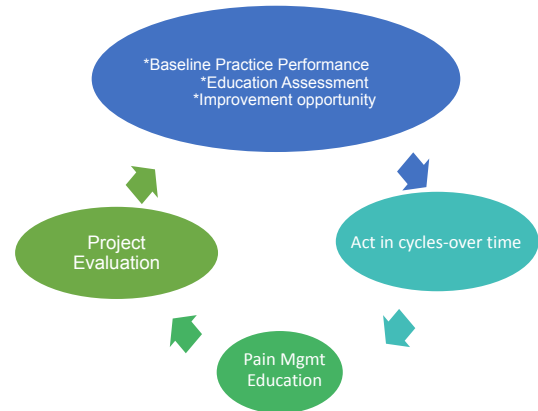 *Baseline Practice Performance
*Education Assessment
*Improvement opportunity
Act in cycles-over time
Pain Mgmt
Education
Project
Evaluation